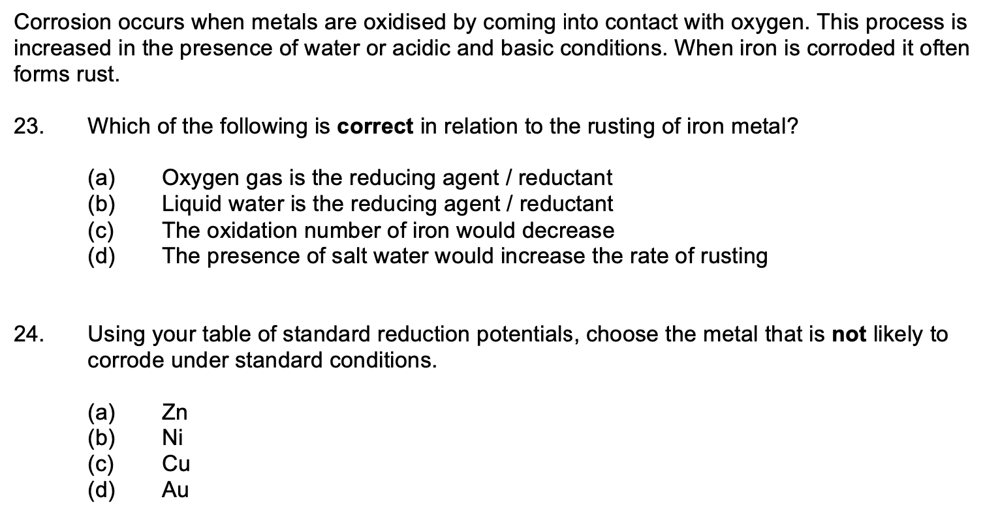 Corrosion occurs when metals are oxidised by coming into contact with oxygen. This process is
increased in the presence of water or acidic and basic conditions. When iron is corroded it often
forms rust.
23. Which of the following is correct in relation to the rusting of iron metal?
(a) Oxygen gas is the reducing agent / reductant
(b) Liquid water is the reducing agent / reductant
(c) The oxidation number of iron would decrease
(d) The presence of salt water would increase the rate of rusting
24. Using your table of standard reduction potentials, choose the metal that is not likely to
corrode under standard conditions.
(a) Zn
(b) Ni
(c) Cu
(d) Au